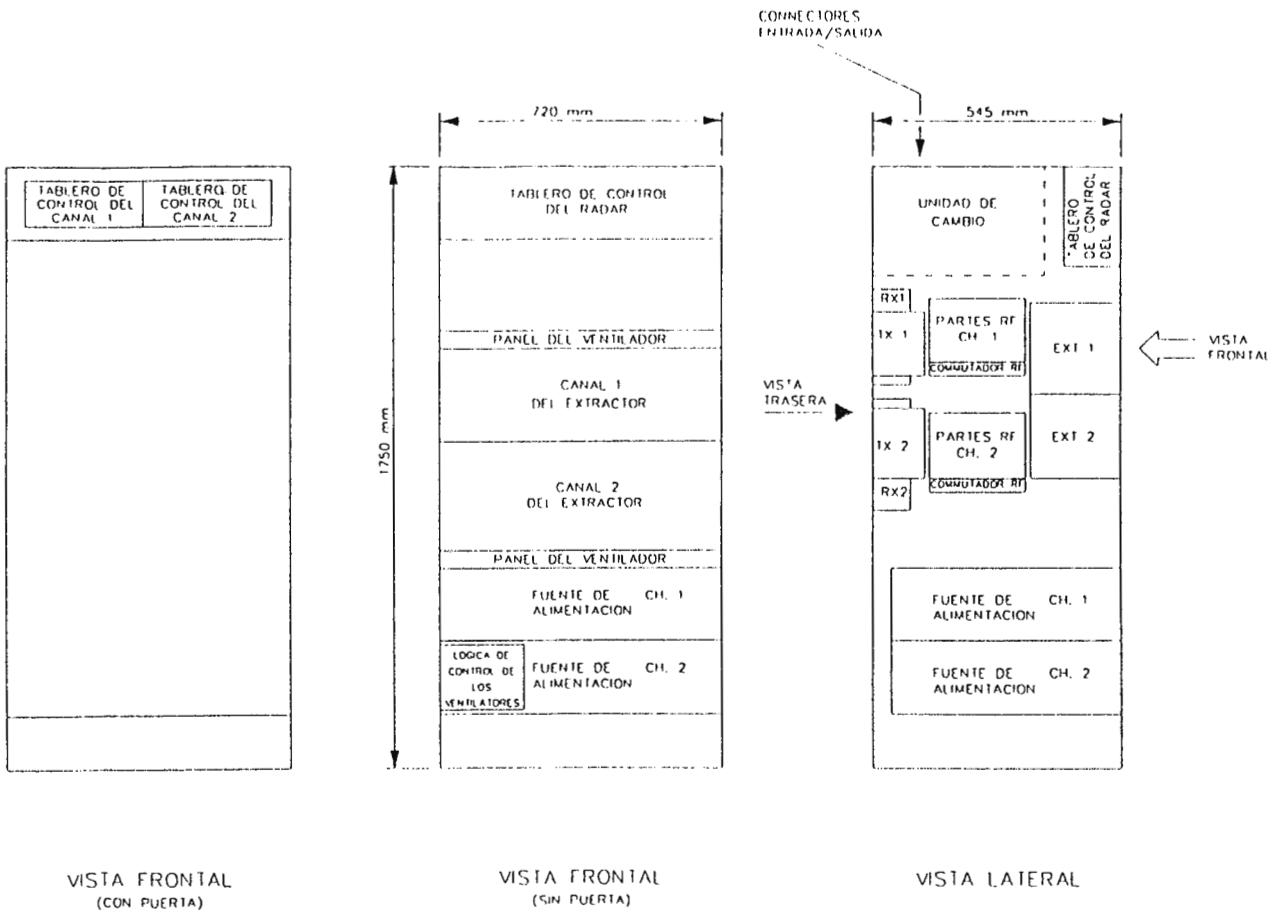 CONNECTORES
ENTRADA/SALIDA
720 mm
545 mm
1750 mm
TABLERO DE
CONTROL DEL
CANAL 1
TABLERO DE
CONTROL DEL
CANAL 2
TABLERO DE CONTROL
DEL RADAR
PANEL DEL VENTILADOR
CANAL 1
DEL EXTRACTOR
CANAL 2
DEL EXTRACTOR
PANEL DEL VENTILADOR
FUENTE DE CH. 1
ALIMENTACION
LOGICA DE
CONTROL DE
LOS
VENTILATORES
FUENTE DE CH. 2
ALIMENTACION
UNIDAD DE
CAMBIO
TABLERO
DE CONTROL
DEL RADAR
RX1
TX 1
PARTES RF
CH. 1
COMMUTADOR RF
EXT 1
VISTA
FRONTAL
VISTA
TRASERA
TX 2
PARTES RF
CH. 2
COMMUTADOR RF
EXT 2
RX2
FUENTE DE CH. 1
ALIMENTACION
FUENTE DE CH. 2
ALIMENTACION
VISTA FRONTAL
(CON PUERTA)
VISTA FRONTAL
(SIN PUERTA)
VISTA LATERAL